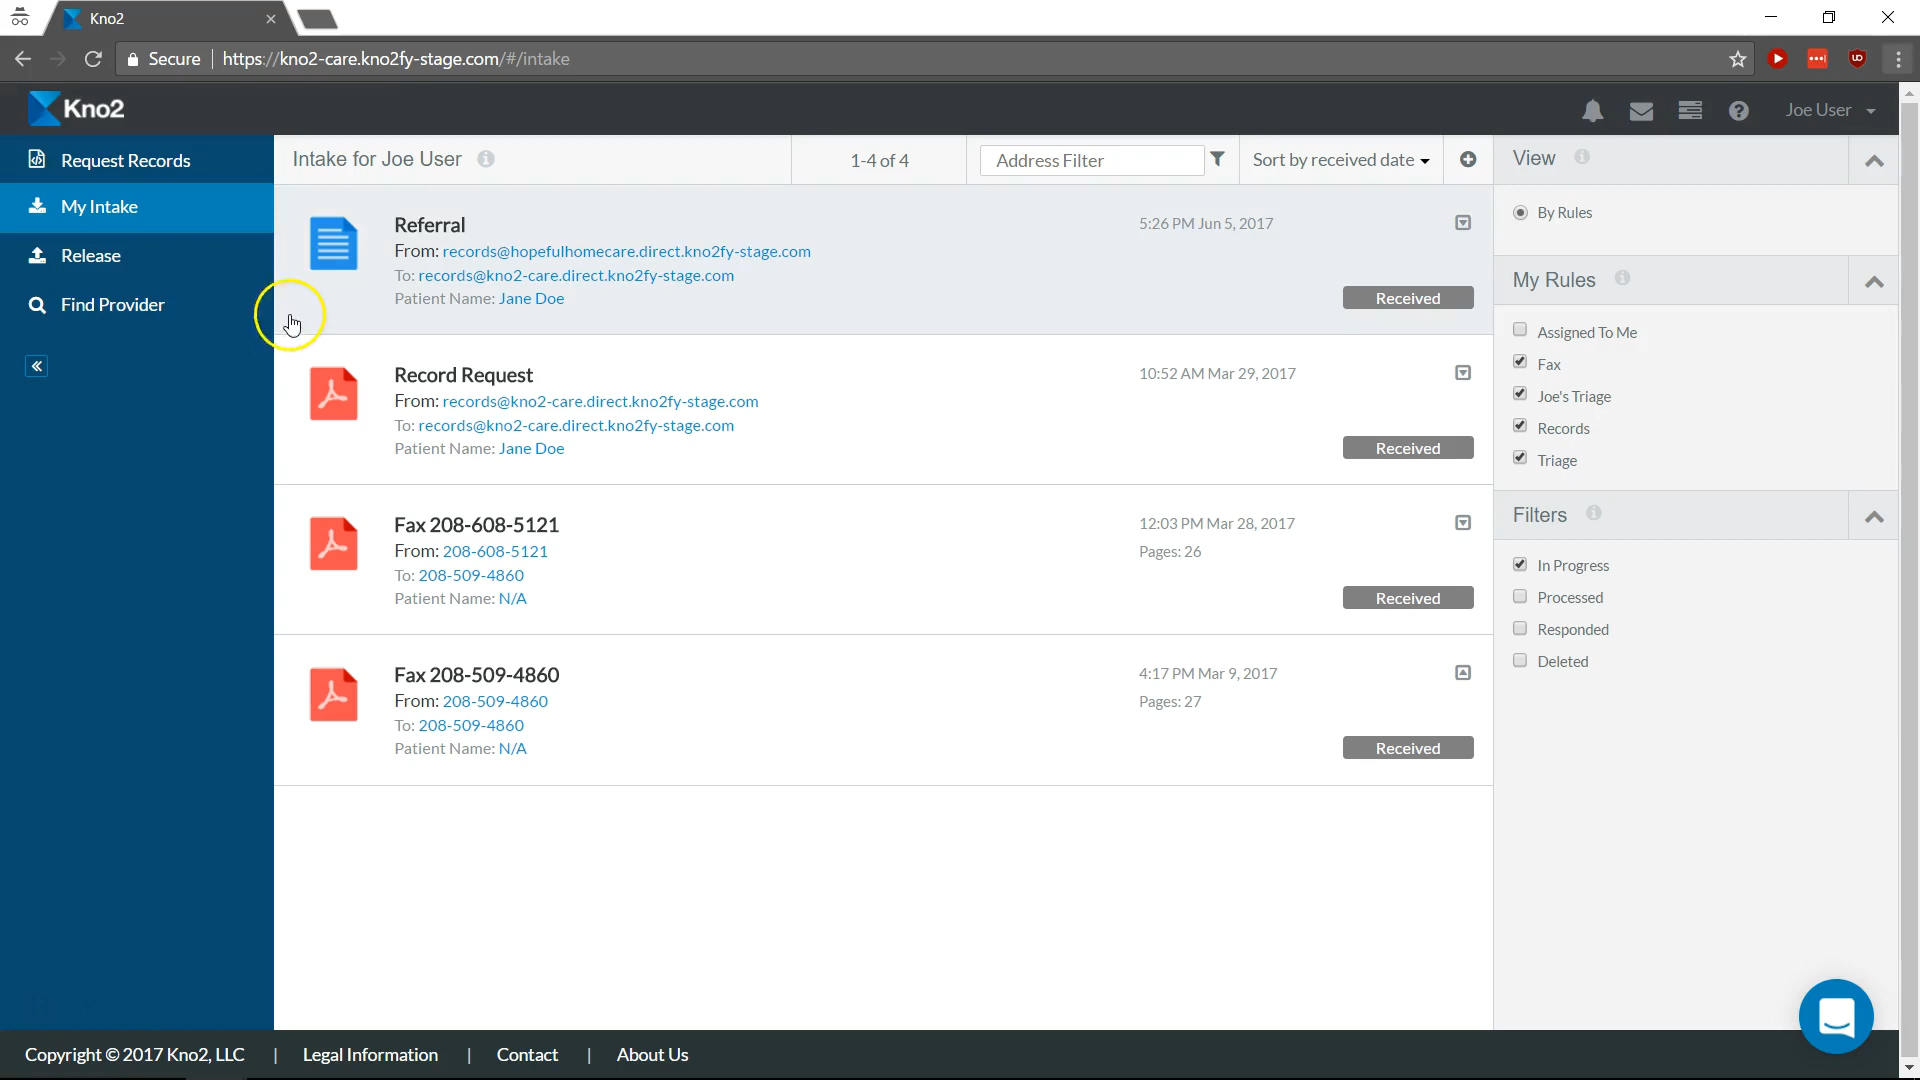 Kno2
Secure https://kno2-care.kno2fy-stage.com/#/intake
Kno2
Joe User
Request Records
My Intake
Release
Find Provider
Intake for Joe User
1-4 of 4
Address Filter
Sort by received date
Referral
5:26 PM Jun 5, 2017
From: records@hopefulhomecare.direct.kno2fy-stage.com
To: records@kno2-care.direct.kno2fy-stage.com
Patient Name: Jane Doe
Received
Record Request
10:52 AM Mar 29, 2017
From: records@kno2-care.direct.kno2fy-stage.com
To: records@kno2-care.direct.kno2fy-stage.com
Patient Name: Jane Doe
Received
Fax 208-608-5121
12:03 PM Mar 28, 2017
From: 208-608-5121
Pages: 26
To: 208-509-4860
Patient Name: N/A
Received
Fax 208-509-4860
4:17 PM Mar 9, 2017
From: 208-509-4860
Pages: 27
To: 208-509-4860
Patient Name: N/A
Received
View
By Rules
My Rules
Assigned To Me
Fax
Joe's Triage
Records
Triage
Filters
In Progress
Processed
Responded
Deleted
Copyright © 2017 Kno2, LLC | Legal Information | Contact | About Us